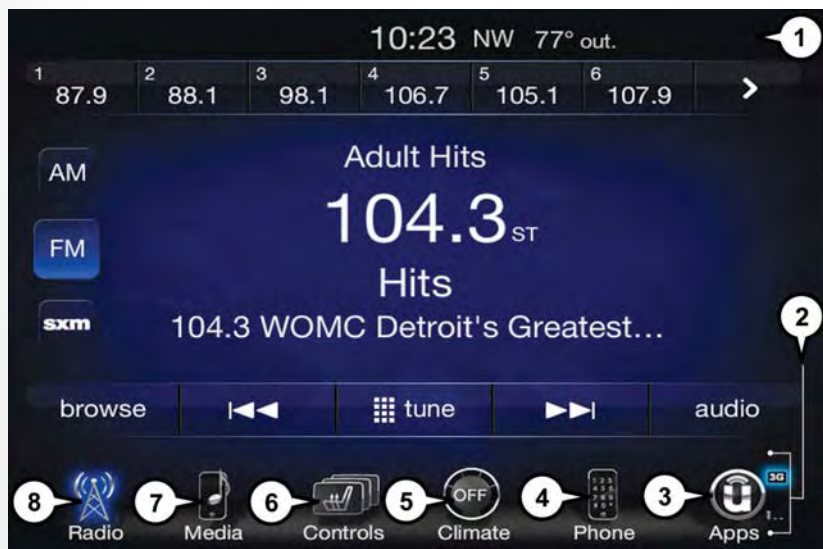 10:23 NW 77° out.
1
1 87.9 2 88.1 3 98.1 4 106.7 5 105.1 6 107.9
Adult Hits
AM
104.3 ST
FM
Hits
2
sxm
104.3 WOMC Detroit's Greatest...
browse tune audio
3G
8 7 6 5 OFF 4 3
Radio Media Controls Climate Phone Apps